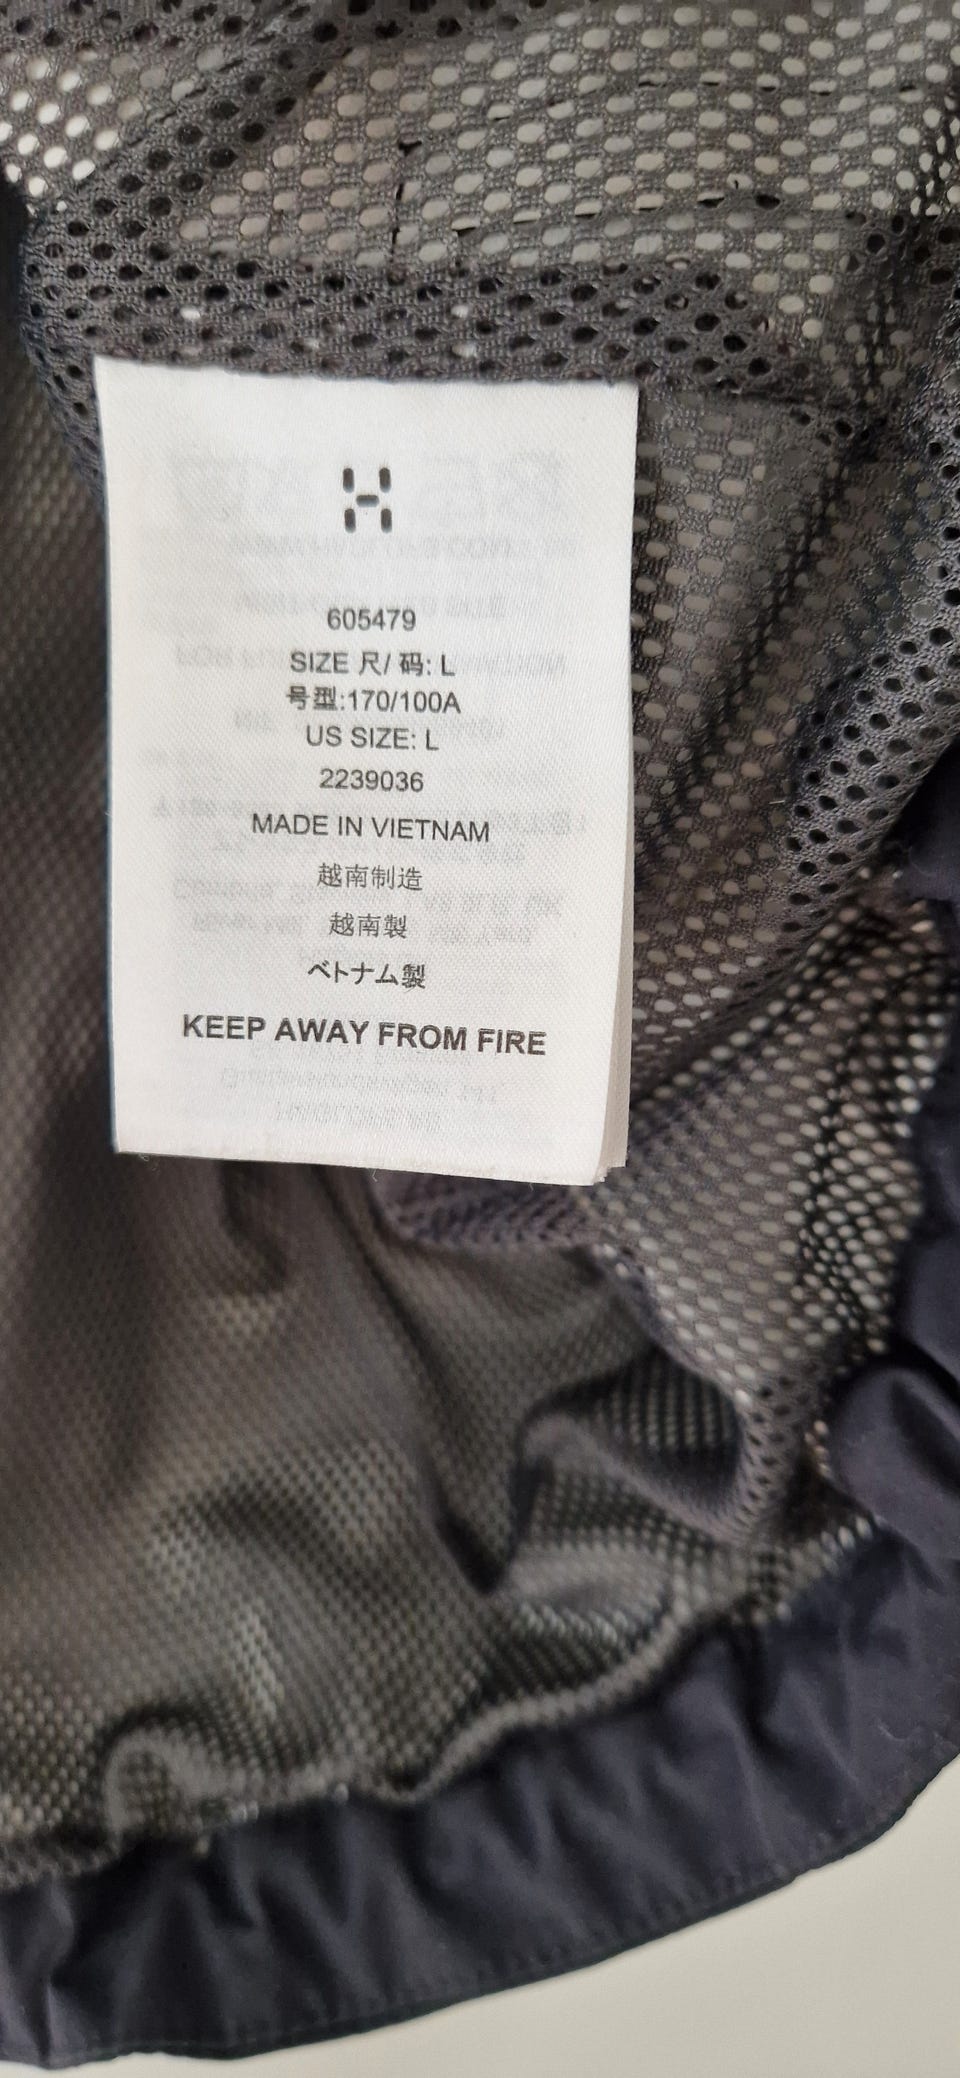 605479
SIZE 尺/ 码: L
号型:170/100A
US SIZE: L
2239036
MADE IN VIETNAM
越南制造
越南製
ベトナム製
KEEP AWAY FROM FIRE